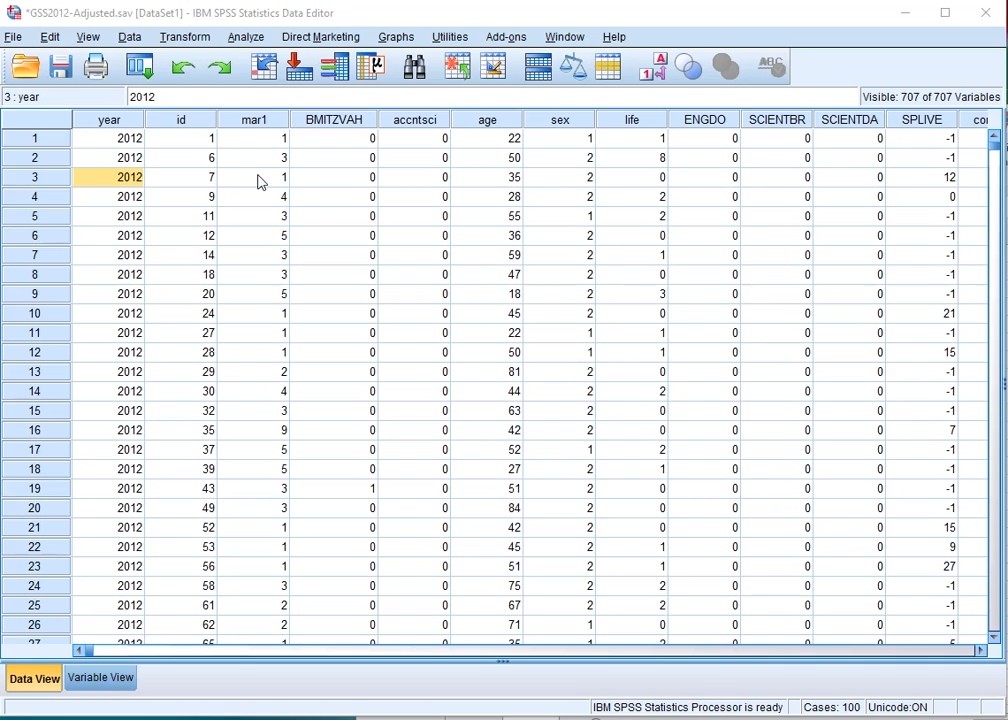 *GSS2012-Adjusted.sav [DataSet1] - IBM SPSS Statistics Data Editor
File Edit View Data Transform Analyze Direct Marketing Graphs Utilities Add-ons Window Help
3 : year 2012 Visible: 707 of 707 Variables
year id mar1 BMITZVAH accntsci age sex life ENGDO SCIENTBR SCIENTDA SPLIVE
1 2012 1 1 0 0 22 1 1 0 0 0 -1
2 2012 6 3 0 0 50 2 8 0 0 0 -1
3 2012 7 1 0 0 35 2 0 0 0 0 12
4 2012 9 4 0 0 28 2 2 0 0 0 0
5 2012 11 3 0 0 55 1 2 0 0 0 -1
6 2012 12 5 0 0 36 2 0 0 0 0 -1
7 2012 14 3 0 0 59 2 1 0 0 0 -1
8 2012 18 3 0 0 47 2 0 0 0 0 -1
9 2012 20 5 0 0 18 2 3 0 0 0 -1
10 2012 24 1 0 0 45 2 0 0 0 0 21
11 2012 27 1 0 0 22 1 1 0 0 0 -1
12 2012 28 1 0 0 50 1 1 0 0 0 15
13 2012 29 2 0 0 81 2 0 0 0 0 -1
14 2012 30 4 0 0 44 2 2 0 0 0 -1
15 2012 32 3 0 0 63 2 0 0 0 0 -1
16 2012 35 9 0 0 42 2 0 0 0 0 7
17 2012 37 5 0 0 52 1 2 0 0 0 -1
18 2012 39 5 0 0 27 2 1 0 0 0 -1
19 2012 43 3 1 0 51 2 0 0 0 0 -1
20 2012 49 3 0 0 84 2 0 0 0 0 -1
21 2012 52 1 0 0 42 2 0 0 0 0 15
22 2012 53 1 0 0 45 2 1 0 0 0 9
23 2012 56 1 0 0 51 2 1 0 0 0 27
24 2012 58 3 0 0 75 2 2 0 0 0 -1
25 2012 61 2 0 0 67 2 2 0 0 0 -1
26 2012 62 2 0 0 71 1 0 0 0 0 -1
Data View Variable View
IBM SPSS Statistics Processor is ready Cases: 100 Unicode:ON